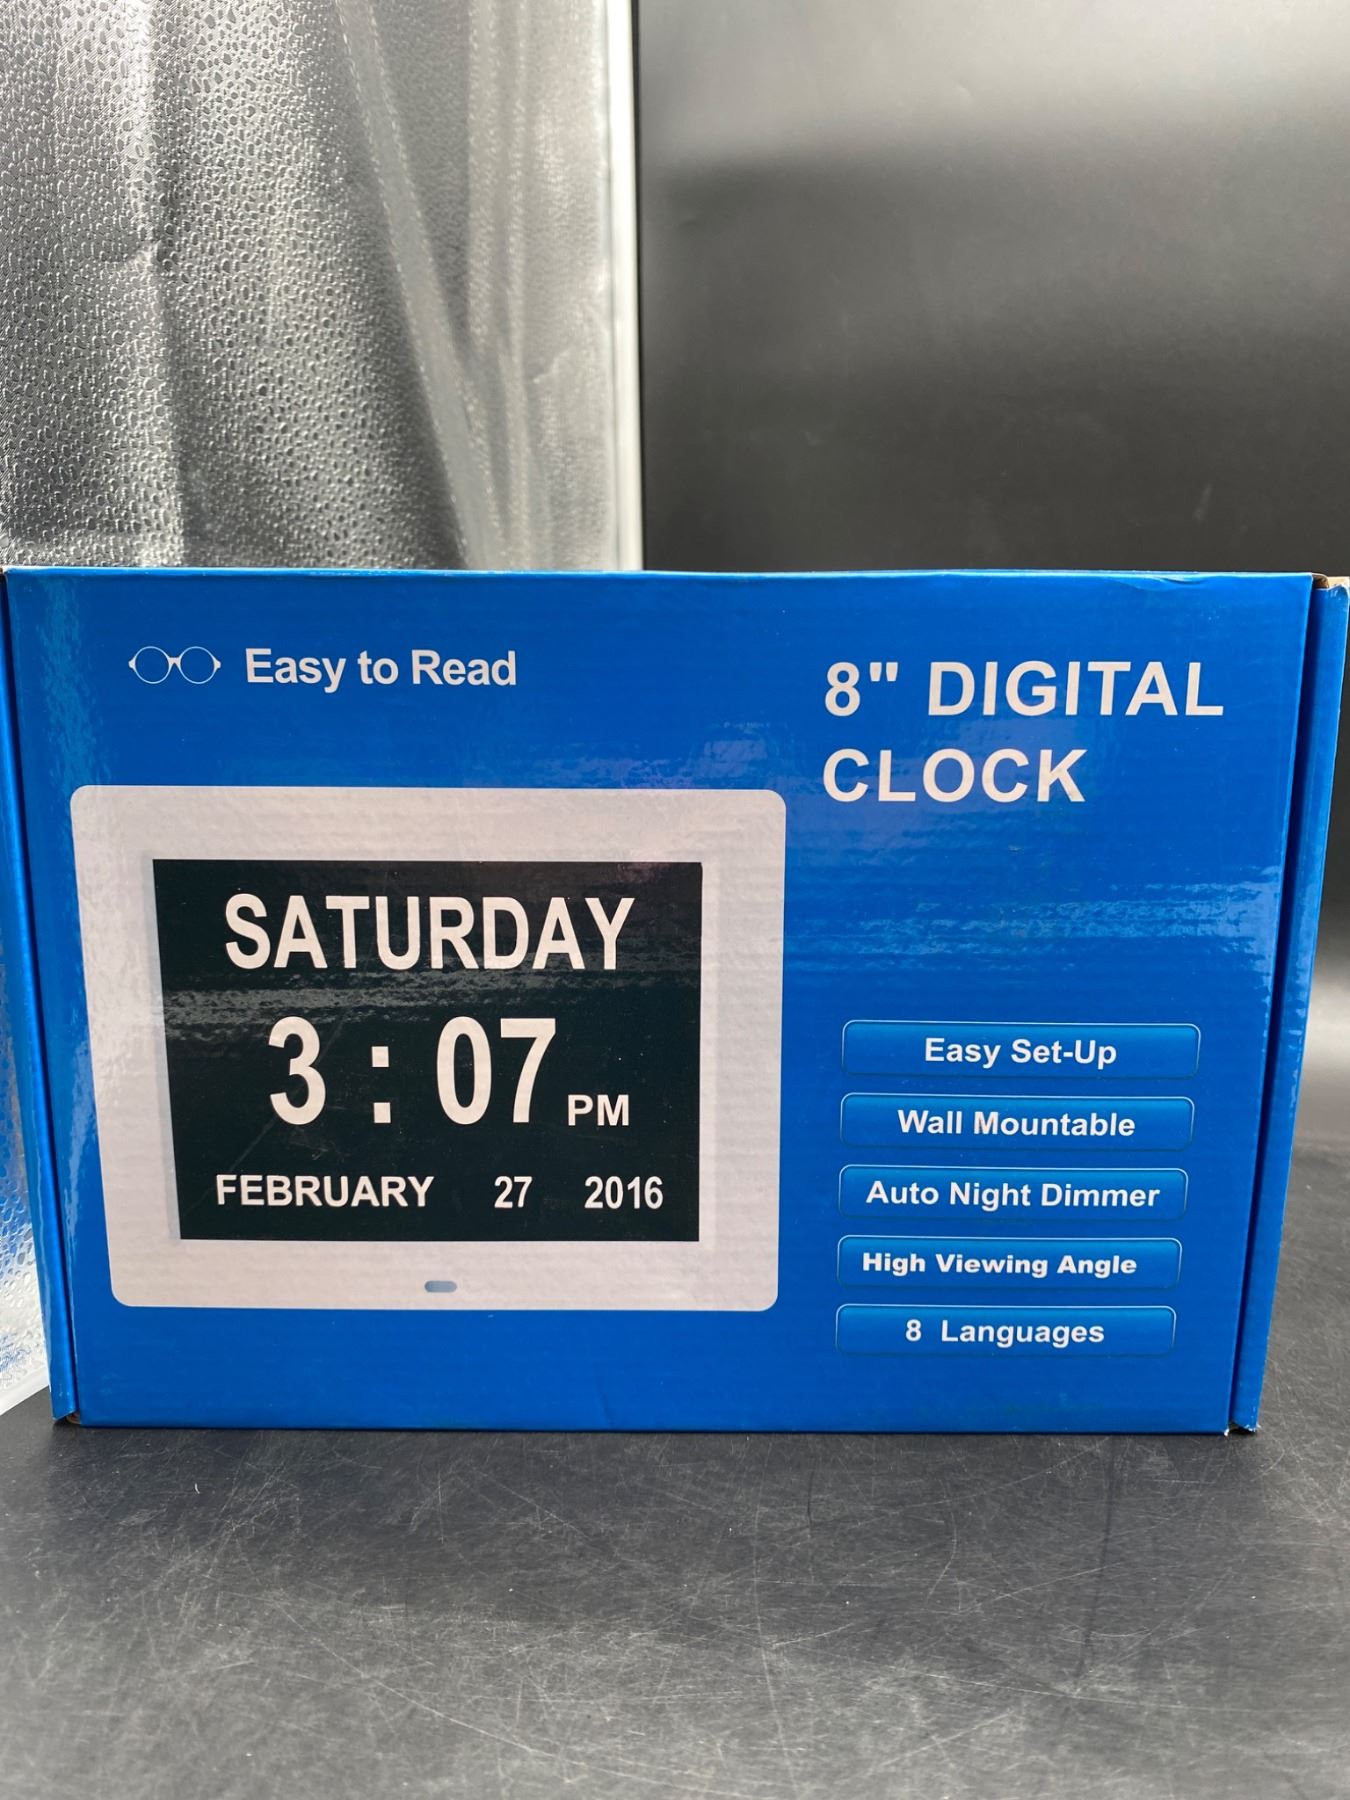 Easy to Read
8" DIGITAL
CLOCK
SATURDAY
3 : 07 PM
FEBRUARY 27 2016
Easy Set-Up
Wall Mountable
Auto Night Dimmer
High Viewing Angle
8 Languages